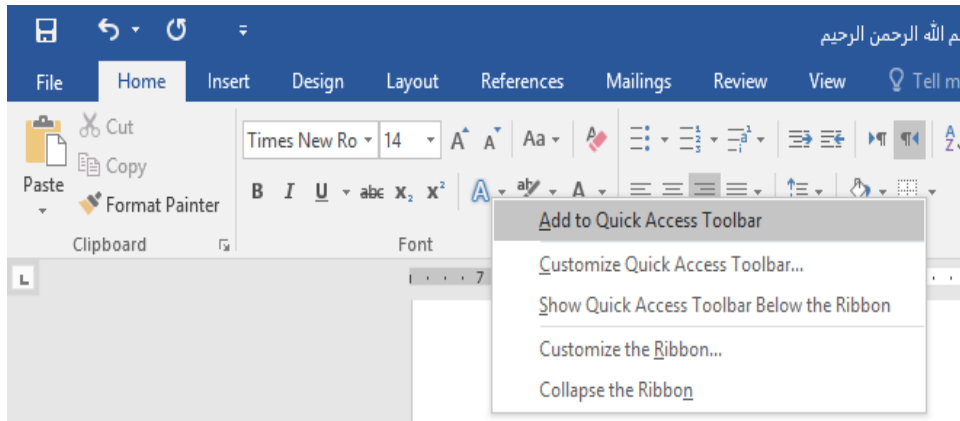 م الله الرحمن الرحيم
File Home Insert Design Layout References Mailings Review View Tell m
Cut
Copy
Paste
Format Painter
Clipboard
Times New Ro 14 A A Aa A
B I U abc X₂ X² A ab A
Font
Add to Quick Access Toolbar
Customize Quick Access Toolbar...
Show Quick Access Toolbar Below the Ribbon
Customize the Ribbon...
Collapse the Ribbon
L
7